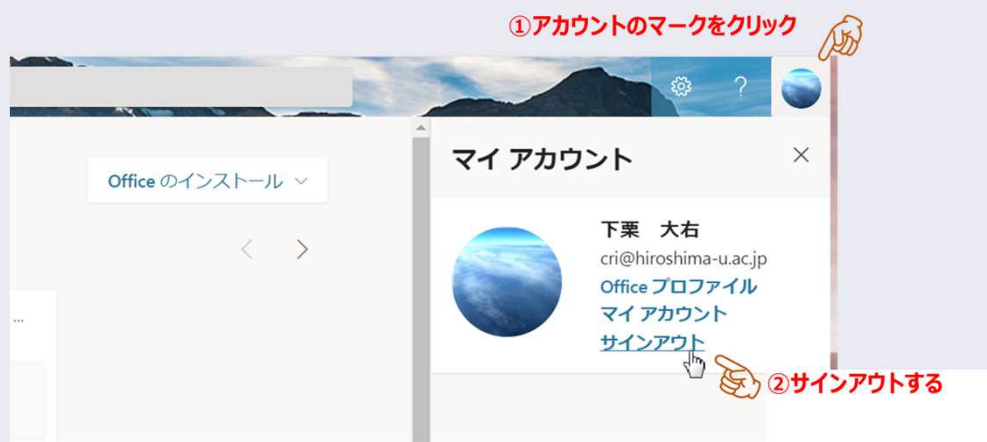 ①アカウントのマークをクリック
?
マイ アカウント
Office のインストール
下栗 大右
cri@hiroshima-u.ac.jp
Office プロファイル
マイ アカウント
サインアウト
...
②サインアウトする